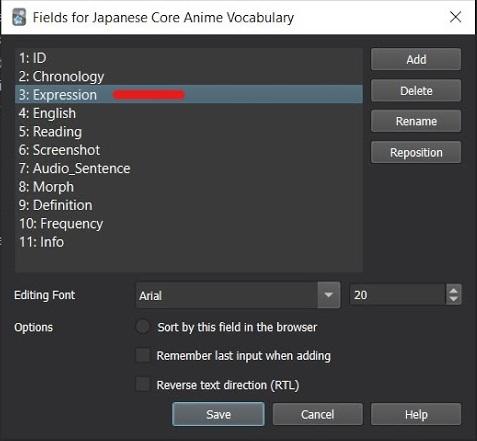 Fields for Japanese Core Anime Vocabulary
1: ID
2: Chronology
3: Expression
4: English
5: Reading
6: Screenshot
7: Audio_Sentence
8: Morph
9: Definition
10: Frequency
11: Info
Add
Delete
Rename
Reposition
Editing Font Arial 20
Options Sort by this field in the browser
Remember last input when adding
Reverse text direction (RTL)
Save Cancel Help